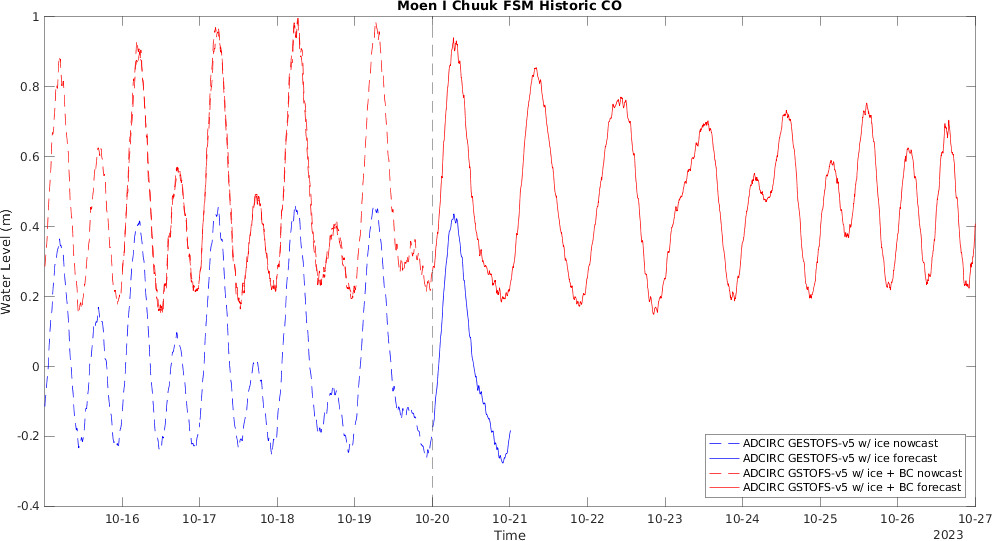 Moen I Chuuk FSM Historic CO
Water Level (m)
1
0.8
0.6
0.4
0.2
0
-0.2
-0.4
ADCIRC GESTOFS-v5 w/ ice nowcast
ADCIRC GESTOFS-v5 w/ ice forecast
ADCIRC GSTOFS-v5 w/ ice + BC nowcast
ADCIRC GSTOFS-v5 w/ ice + BC forecast
10-16 10-17 10-18 10-19 10-20 10-21 10-22 10-23 10-24 10-25 10-26 10-27
Time
2023